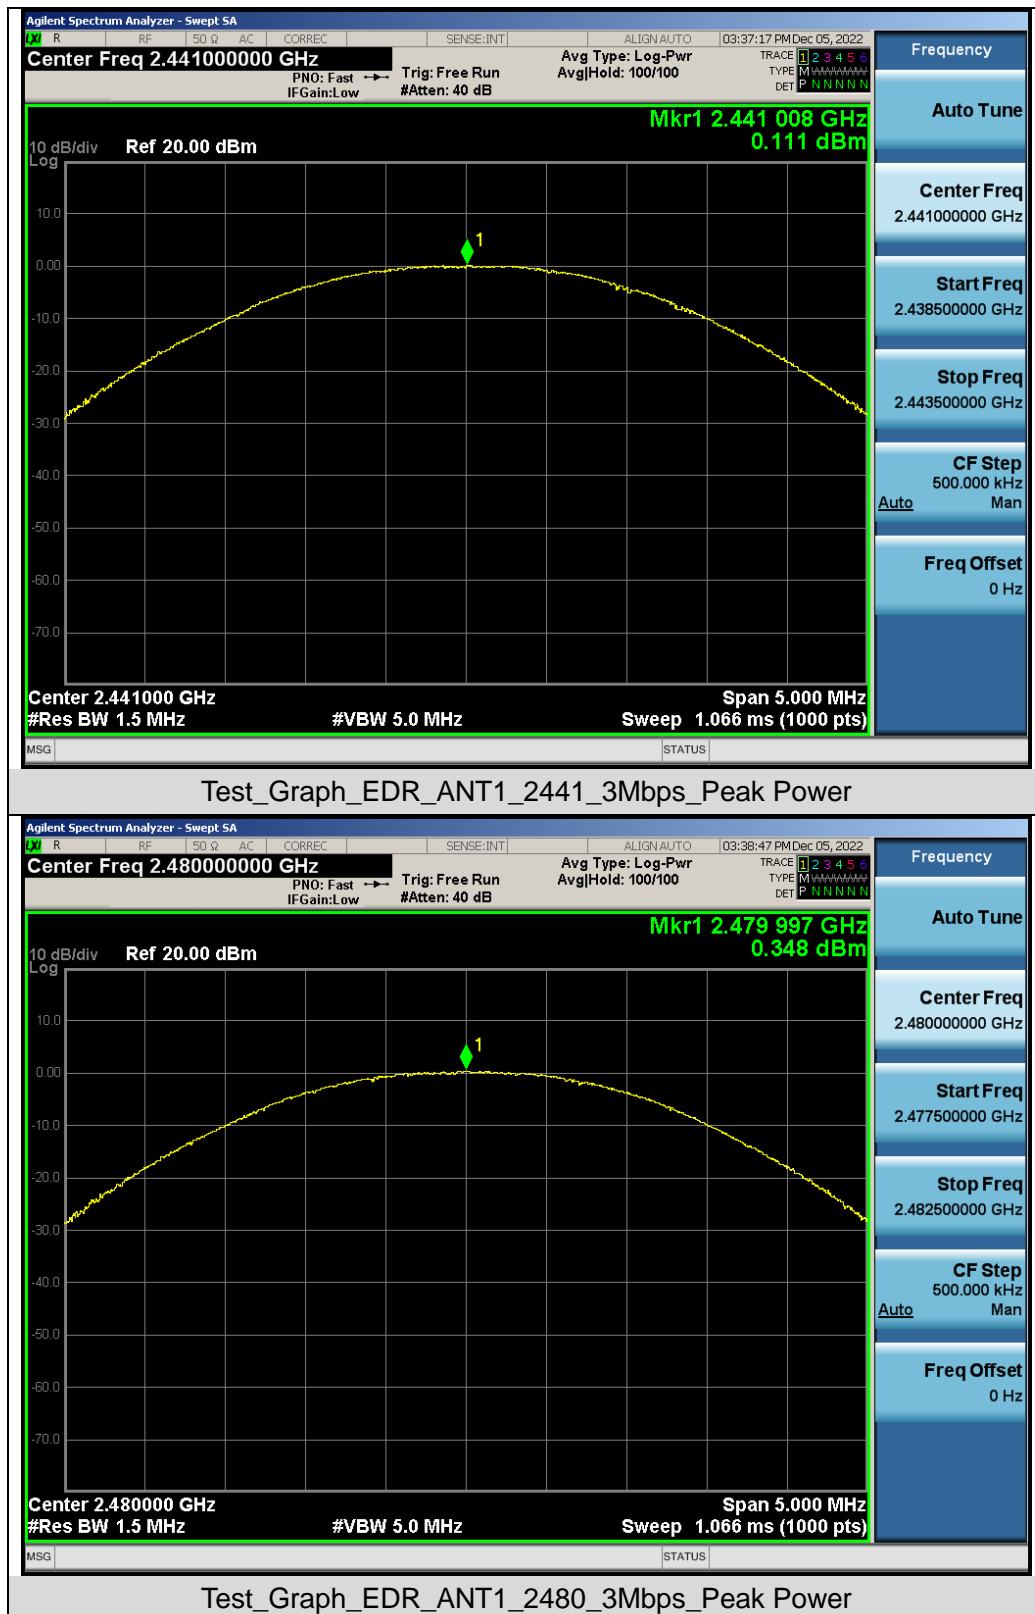 Agilent Spectrum Analyzer - Swept SA
LXI R RF 50 Ω AC CORREC SENSE:INT ALIGN AUTO 03:37:17 PM Dec 05, 2022
Center Freq 2.441000000 GHz
PNO: Fast
IFGain:Low
Trig: Free Run
#Atten: 40 dB
Avg Type: Log-Pwr
Avg|Hold: 100/100
TRACE 1 2 3 4 5 6
TYPE M W W W W W
DET P N N N N N
Frequency
Mkr1 2.441 008 GHz
0.111 dBm
10 dB/div Ref 20.00 dBm
Log
10.0
0.00
-10.0
-20.0
-30.0
-40.0
-50.0
-60.0
-70.0
1
Auto Tune
Center Freq
2.441000000 GHz
Start Freq
2.438500000 GHz
Stop Freq
2.443500000 GHz
CF Step
500.000 kHz
Auto Man
Freq Offset
0 Hz
Center 2.441000 GHz Span 5.000 MHz
#Res BW 1.5 MHz #VBW 5.0 MHz Sweep 1.066 ms (1000 pts)
MSG STATUS
Test_Graph_EDR_ANT1_2441_3Mbps_Peak Power
Agilent Spectrum Analyzer - Swept SA
LXI R RF 50 Ω AC CORREC SENSE:INT ALIGN AUTO 03:38:47 PM Dec 05, 2022
Center Freq 2.480000000 GHz
PNO: Fast
IFGain:Low
Trig: Free Run
#Atten: 40 dB
Avg Type: Log-Pwr
Avg|Hold: 100/100
TRACE 1 2 3 4 5 6
TYPE M W W W W W
DET P N N N N N
Frequency
Mkr1 2.479 997 GHz
0.348 dBm
10 dB/div Ref 20.00 dBm
Log
10.0
0.00
-10.0
-20.0
-30.0
-40.0
-50.0
-60.0
-70.0
1
Auto Tune
Center Freq
2.480000000 GHz
Start Freq
2.477500000 GHz
Stop Freq
2.482500000 GHz
CF Step
500.000 kHz
Auto Man
Freq Offset
0 Hz
Center 2.480000 GHz Span 5.000 MHz
#Res BW 1.5 MHz #VBW 5.0 MHz Sweep 1.066 ms (1000 pts)
MSG STATUS
Test_Graph_EDR_ANT1_2480_3Mbps_Peak Power